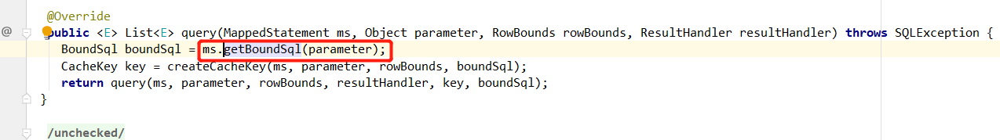 @Override
@ public <E> List<E> query(MappedStatement ms, Object parameter, RowBounds rowBounds, ResultHandler resultHandler) throws SQLException {
BoundSql boundSql = ms.getBoundSql(parameter);
CacheKey key = createCacheKey(ms, parameter, rowBounds, boundSql);
return query(ms, parameter, rowBounds, resultHandler, key, boundSql);
}
/unchecked/